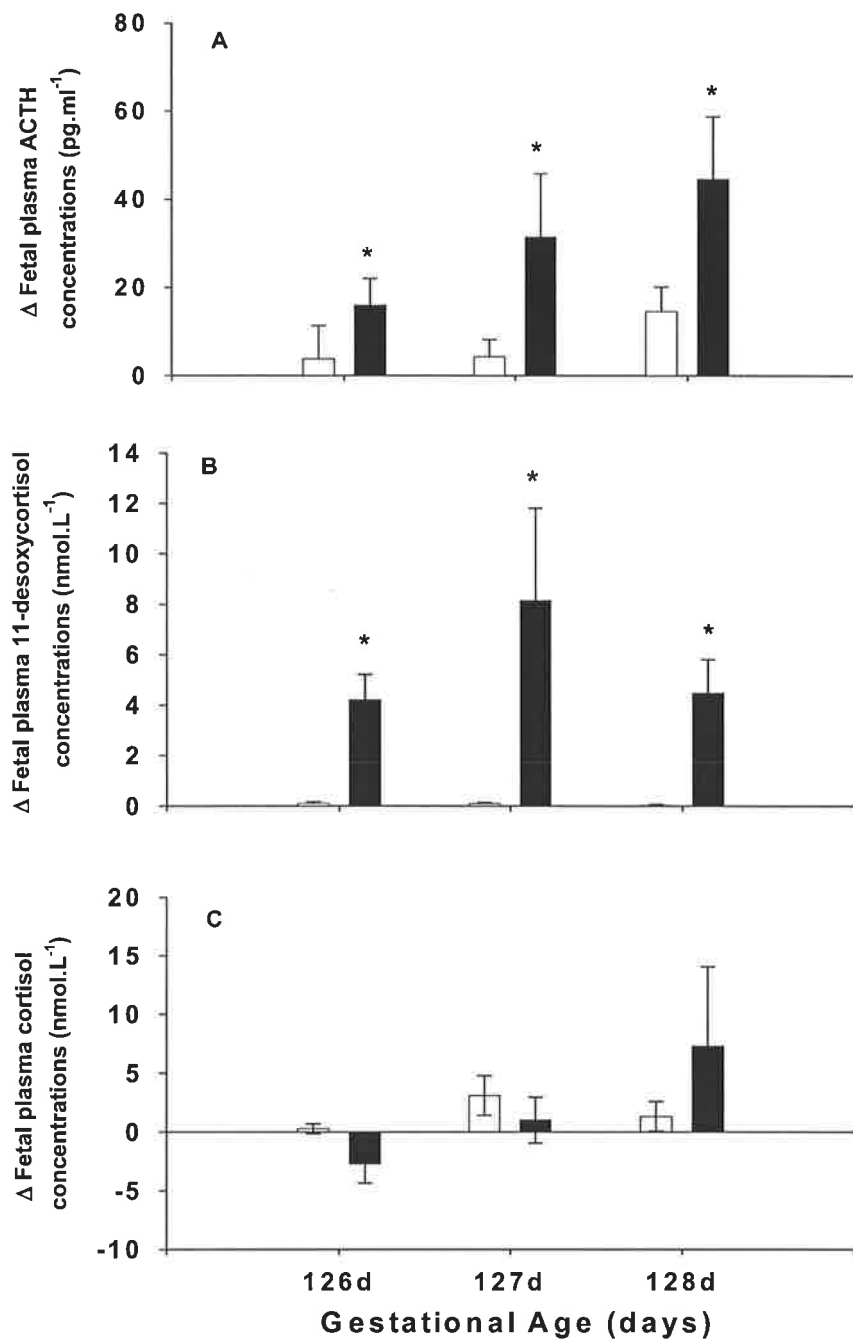 A
Δ Fetal plasma ACTH
concentrations (pg.ml⁻¹)
80
60
40
20
0
*
*
*
B
Δ Fetal plasma 11-desoxycortisol
concentrations (nmol.L⁻¹)
14
12
10
8
6
4
2
0
*
*
*
C
Δ Fetal plasma cortisol
concentrations (nmol.L⁻¹)
20
15
10
5
0
-5
-10
126d 127d 128d
Gestational Age (days)